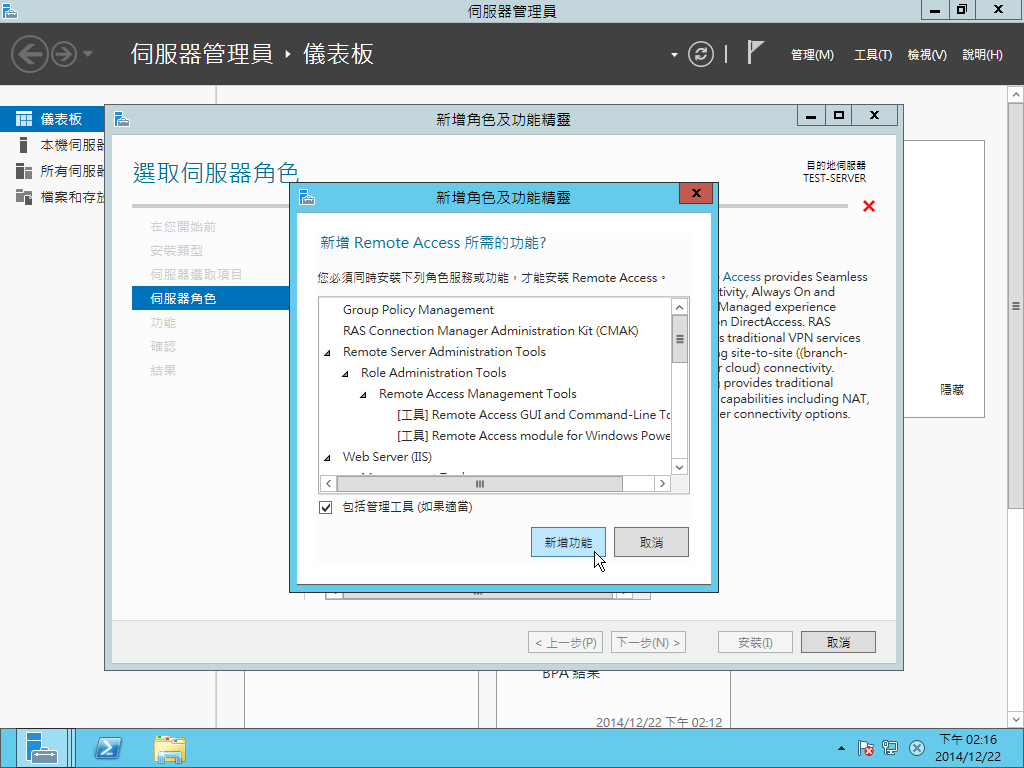 伺服器管理員
伺服器管理員 ‣ 儀表板
管理(M) 工具(T) 檢視(V) 說明(H)
儀表板
本機伺服器
所有伺服器
檔案和存放
新增角色及功能精靈
選取伺服器角色
目的地伺服器
TEST-SERVER
在您開始前
安裝類型
伺服器選取項目
伺服器角色
功能
確認
結果
新增角色及功能精靈
新增 Remote Access 所需的功能?
您必須同時安裝下列角色服務或功能，才能安裝 Remote Access。
Group Policy Management
RAS Connection Manager Administration Kit (CMAK)
Remote Server Administration Tools
Role Administration Tools
Remote Access Management Tools
[工具] Remote Access GUI and Command-Line To
[工具] Remote Access module for Windows Powe
Web Server (IIS)
包括管理工具 (如果適當)
新增功能 取消
Access provides Seamless
tivity, Always On and
Managed experience
n DirectAccess. RAS
s traditional VPN services
g site-to-site ((branch-
r cloud) connectivity.
provides traditional
capabilities including NAT,
er connectivity options.
隱藏
< 上一步(P) 下一步(N) > 安裝(I) 取消
BPA 結果
2014/12/22 下午 02:12
下午 02:16
2014/12/22